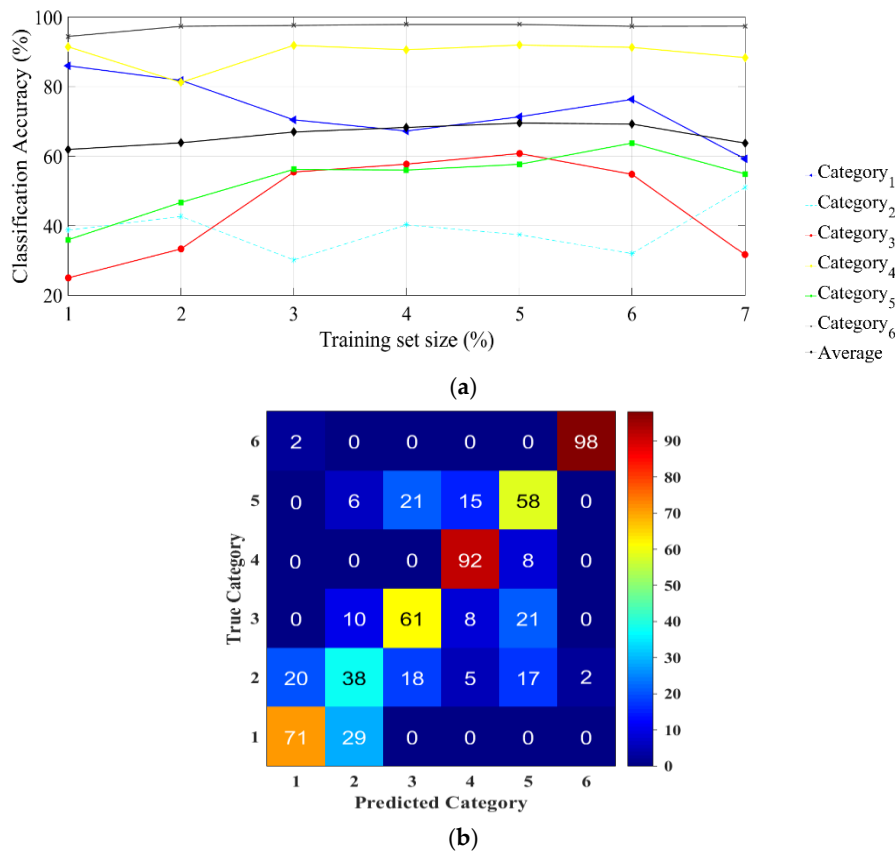 100
80
60
40
20
Classification Accuracy (%)
1 2 3 4 5 6 7
Training set size (%)
Category1
Category2
Category3
Category4
Category5
Category6
Average
(a)
6 2 0 0 0 0 98
5 0 6 21 15 58 0
4 0 0 0 92 8 0
3 0 10 61 8 21 0
2 20 38 18 5 17 2
1 71 29 0 0 0 0
True Category
1 2 3 4 5 6
Predicted Category
90
80
70
60
50
40
30
20
10
0
(b)